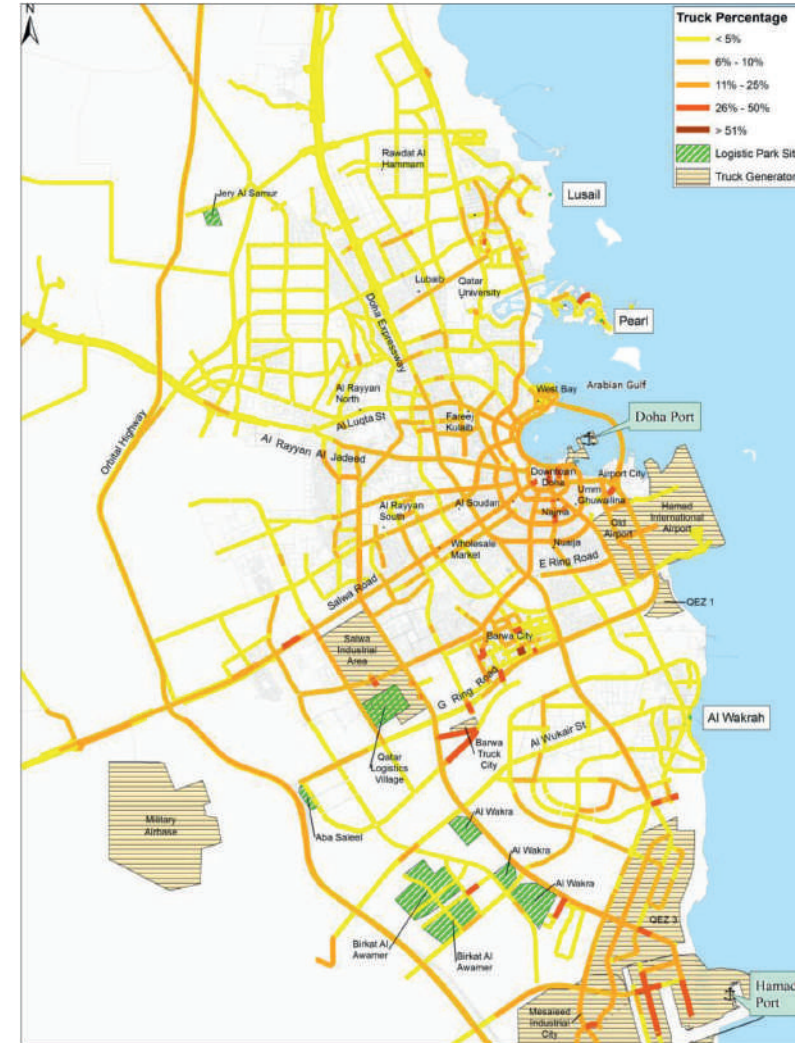 N
Truck Percentage
< 5%
6% - 10%
11% - 25%
26% - 50%
> 51%
Logistic Park Sit
Truck Generator
Rawdat Al
Hammam
Jery Al Samur
Lusail
Lubaib
Qatar
University
Doha Expressway
Pearl
Al Rayyan
North
West Bay
Arabian Gulf
Al Luqta St
Fareej
Kulaib
Doha Port
Orbital Highway
Al Rayyan Al Jadeed
Downtown
Doha
Airport City
Umm
Ghuwailina
Hamad
International
Airport
Al Rayyan
South
Al Soudan
Najma
Old
Airport
Wholesale
Market
Nuaija
E Ring Road
Salwa Road
QEZ 1
Salwa
Industrial
Area
Barwa City
G Ring Road
Al Wakrah
Al Wukair St
Barwa
Truck
City
Qatar
Logistics
Village
Military
Airbase
Aba Saleel
Al Wakra
Al Wakra
Al Wakra
QEZ 3
Birkat Al
Awamer
Birkat Al
Awamer
Hamad
Port
Mesaieed
Industrial
City